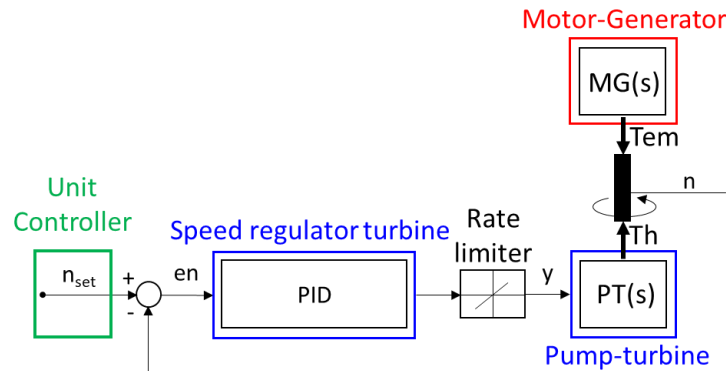 Motor-Generator
MG(s)
Tem
n
Unit
Controller
Speed regulator turbine
Rate
limiter
Th
n_set
+
-
en
PID
y
PT(s)
Pump-turbine